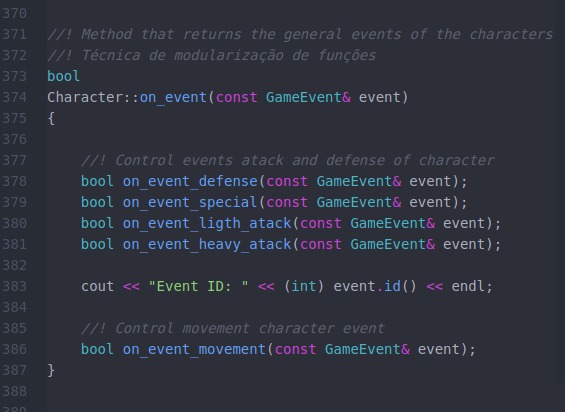 370
371 //! Method that returns the general events of the characters
372 //! Técnica de modularização de funções
373 bool
374 Character::on_event(const GameEvent& event)
375 {
376
377 //! Control events atack and defense of character
378 bool on_event_defense(const GameEvent& event);
379 bool on_event_special(const GameEvent& event);
380 bool on_event_ligth_atack(const GameEvent& event);
381 bool on_event_heavy_atack(const GameEvent& event);
382
383 cout << "Event ID: " << (int) event.id() << endl;
384
385 //! Control movement character event
386 bool on_event_movement(const GameEvent& event);
387 }
388
389